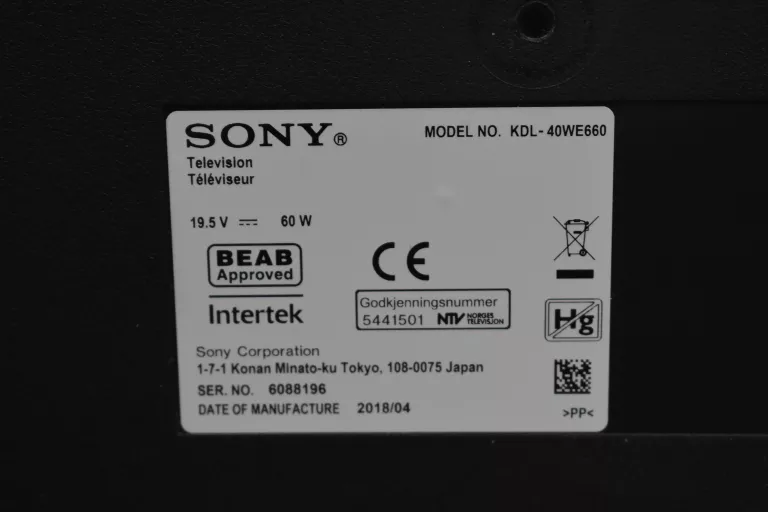 SONY®
MODEL NO. KDL-40WE660
Television
Téléviseur
19.5 V ⎓ 60 W
BEAB
Approved
Intertek
CE
Godkjenningsnummer
5441501 NTV NORGES TELEVISJON
Hg
Sony Corporation
1-7-1 Konan Minato-ku Tokyo, 108-0075 Japan
SER. NO. 6088196
DATE OF MANUFACTURE 2018/04
>PP<